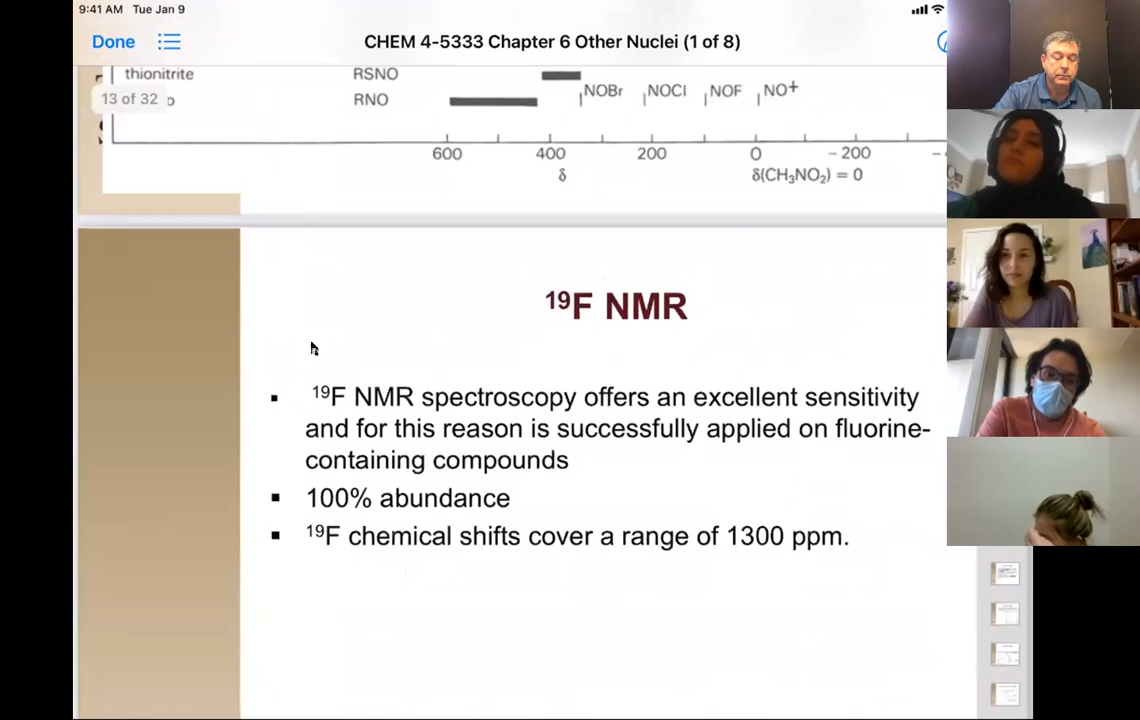 9:41 AM Tue Jan 9
Done
CHEM 4-5333 Chapter 6 Other Nuclei (1 of 8)
thionitrite RSNO
13 of 32
RNO NOBr NOCl NOF NO+
600 400 200 0 -200
δ δ(CH3NO2) = 0
19F NMR
▪ 19F NMR spectroscopy offers an excellent sensitivity
and for this reason is successfully applied on fluorine-
containing compounds
▪ 100% abundance
▪ 19F chemical shifts cover a range of 1300 ppm.